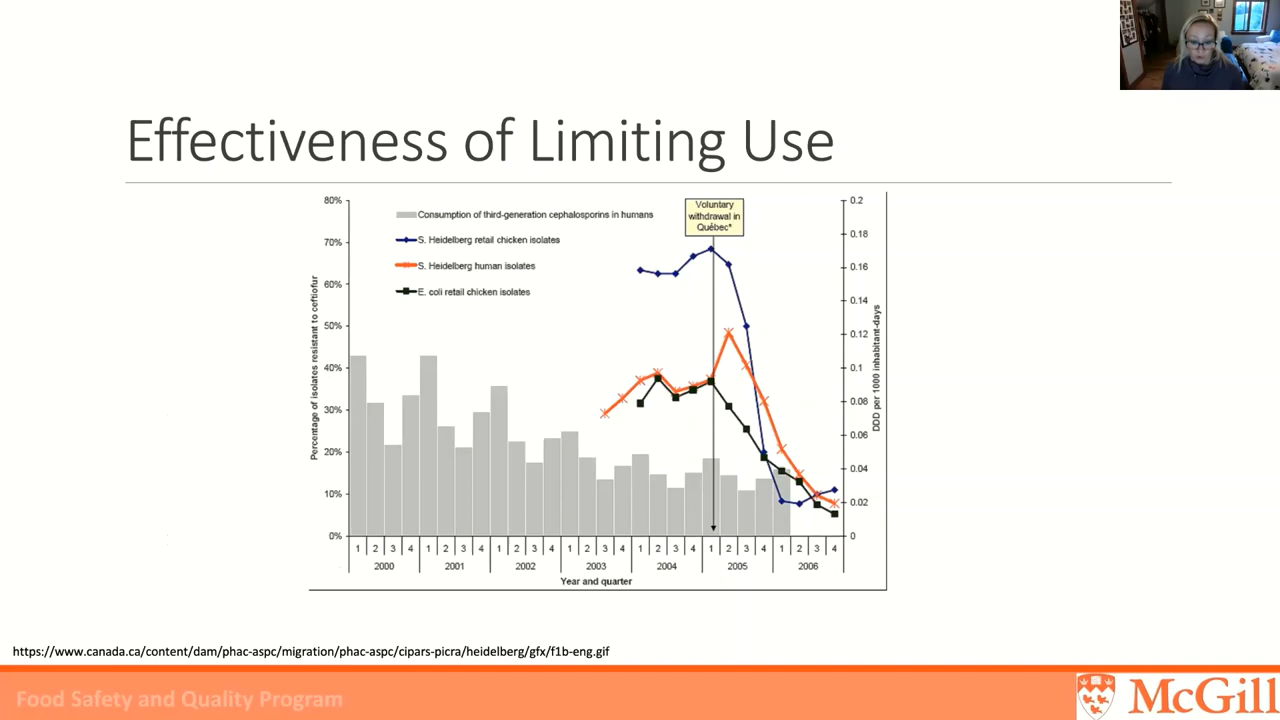 Effectiveness of Limiting Use
80%
70%
60%
50%
40%
30%
20%
10%
0%
Percentage of isolates resistant to ceftiofur
Consumption of third-generation cephalosporins in humans
S. Heidelberg retail chicken isolates
S. Heidelberg human isolates
E. coli retail chicken isolates
Voluntary
withdrawal in
Québec*
0.2
0.18
0.16
0.14
0.12
0.1
0.08
0.06
0.04
0.02
0
DDD per 1000 inhabitant-days
1 2 3 4 1 2 3 4 1 2 3 4 1 2 3 4 1 2 3 4 1 2 3 4 1 2 3 4
2000 2001 2002 2003 2004 2005 2006
Year and quarter
https://www.canada.ca/content/dam/phac-aspc/migration/phac-aspc/cipars-picra/heidelberg/gfx/f1b-eng.gif
Food Safety and Quality Program
McGill